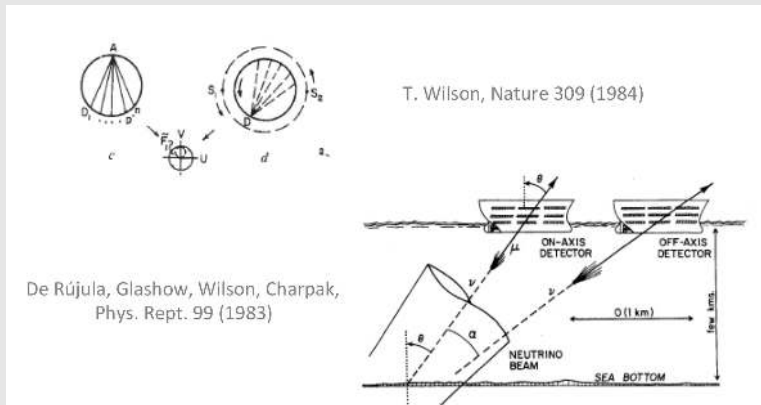 A
D₁
p'
n
c
S₁
S₂
D
d
F₁
V
U
T. Wilson, Nature 309 (1984)
θ
ON-AXIS
DETECTOR
OFF-AXIS
DETECTOR
μ
ν
ν
O(1 km)
few kms.
θ
α
NEUTRINO
BEAM
SEA BOTTOM
De Rújula, Glashow, Wilson, Charpak,
Phys. Rept. 99 (1983)